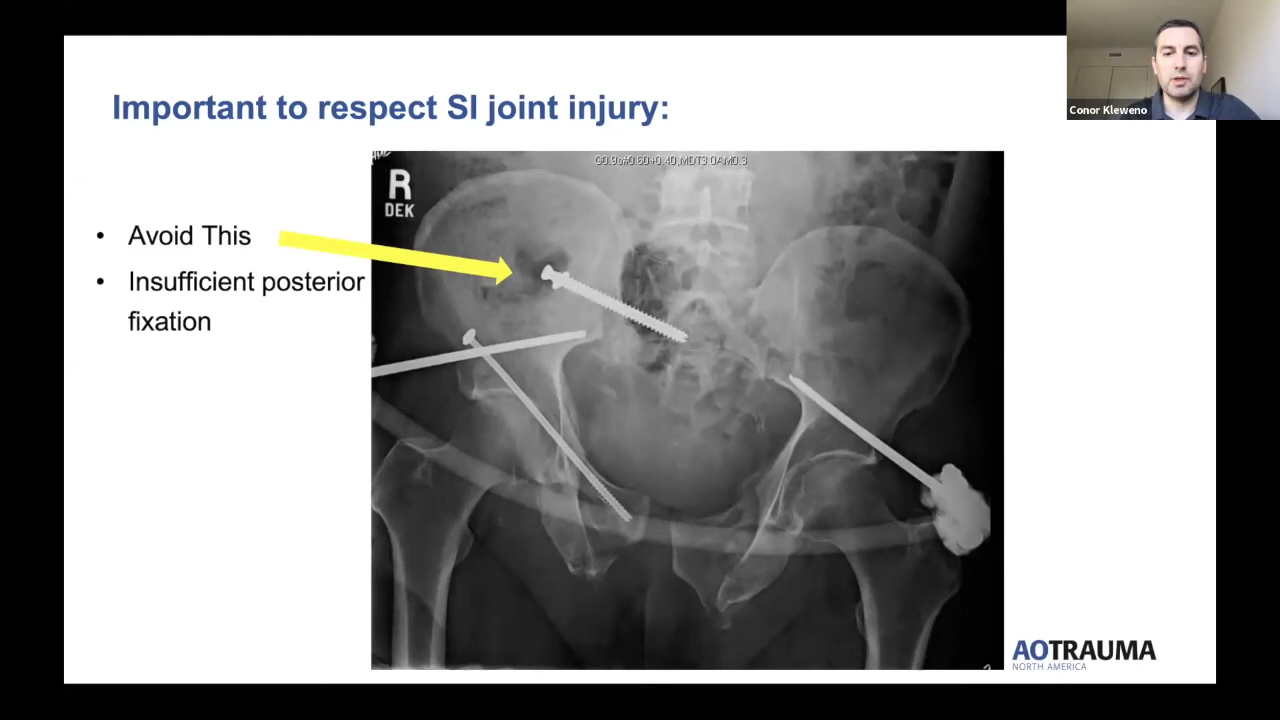 Important to respect SI joint injury:
Conor Kleweno
R
DEK
• Avoid This
• Insufficient posterior
fixation
AOTRAUMA
NORTH AMERICA